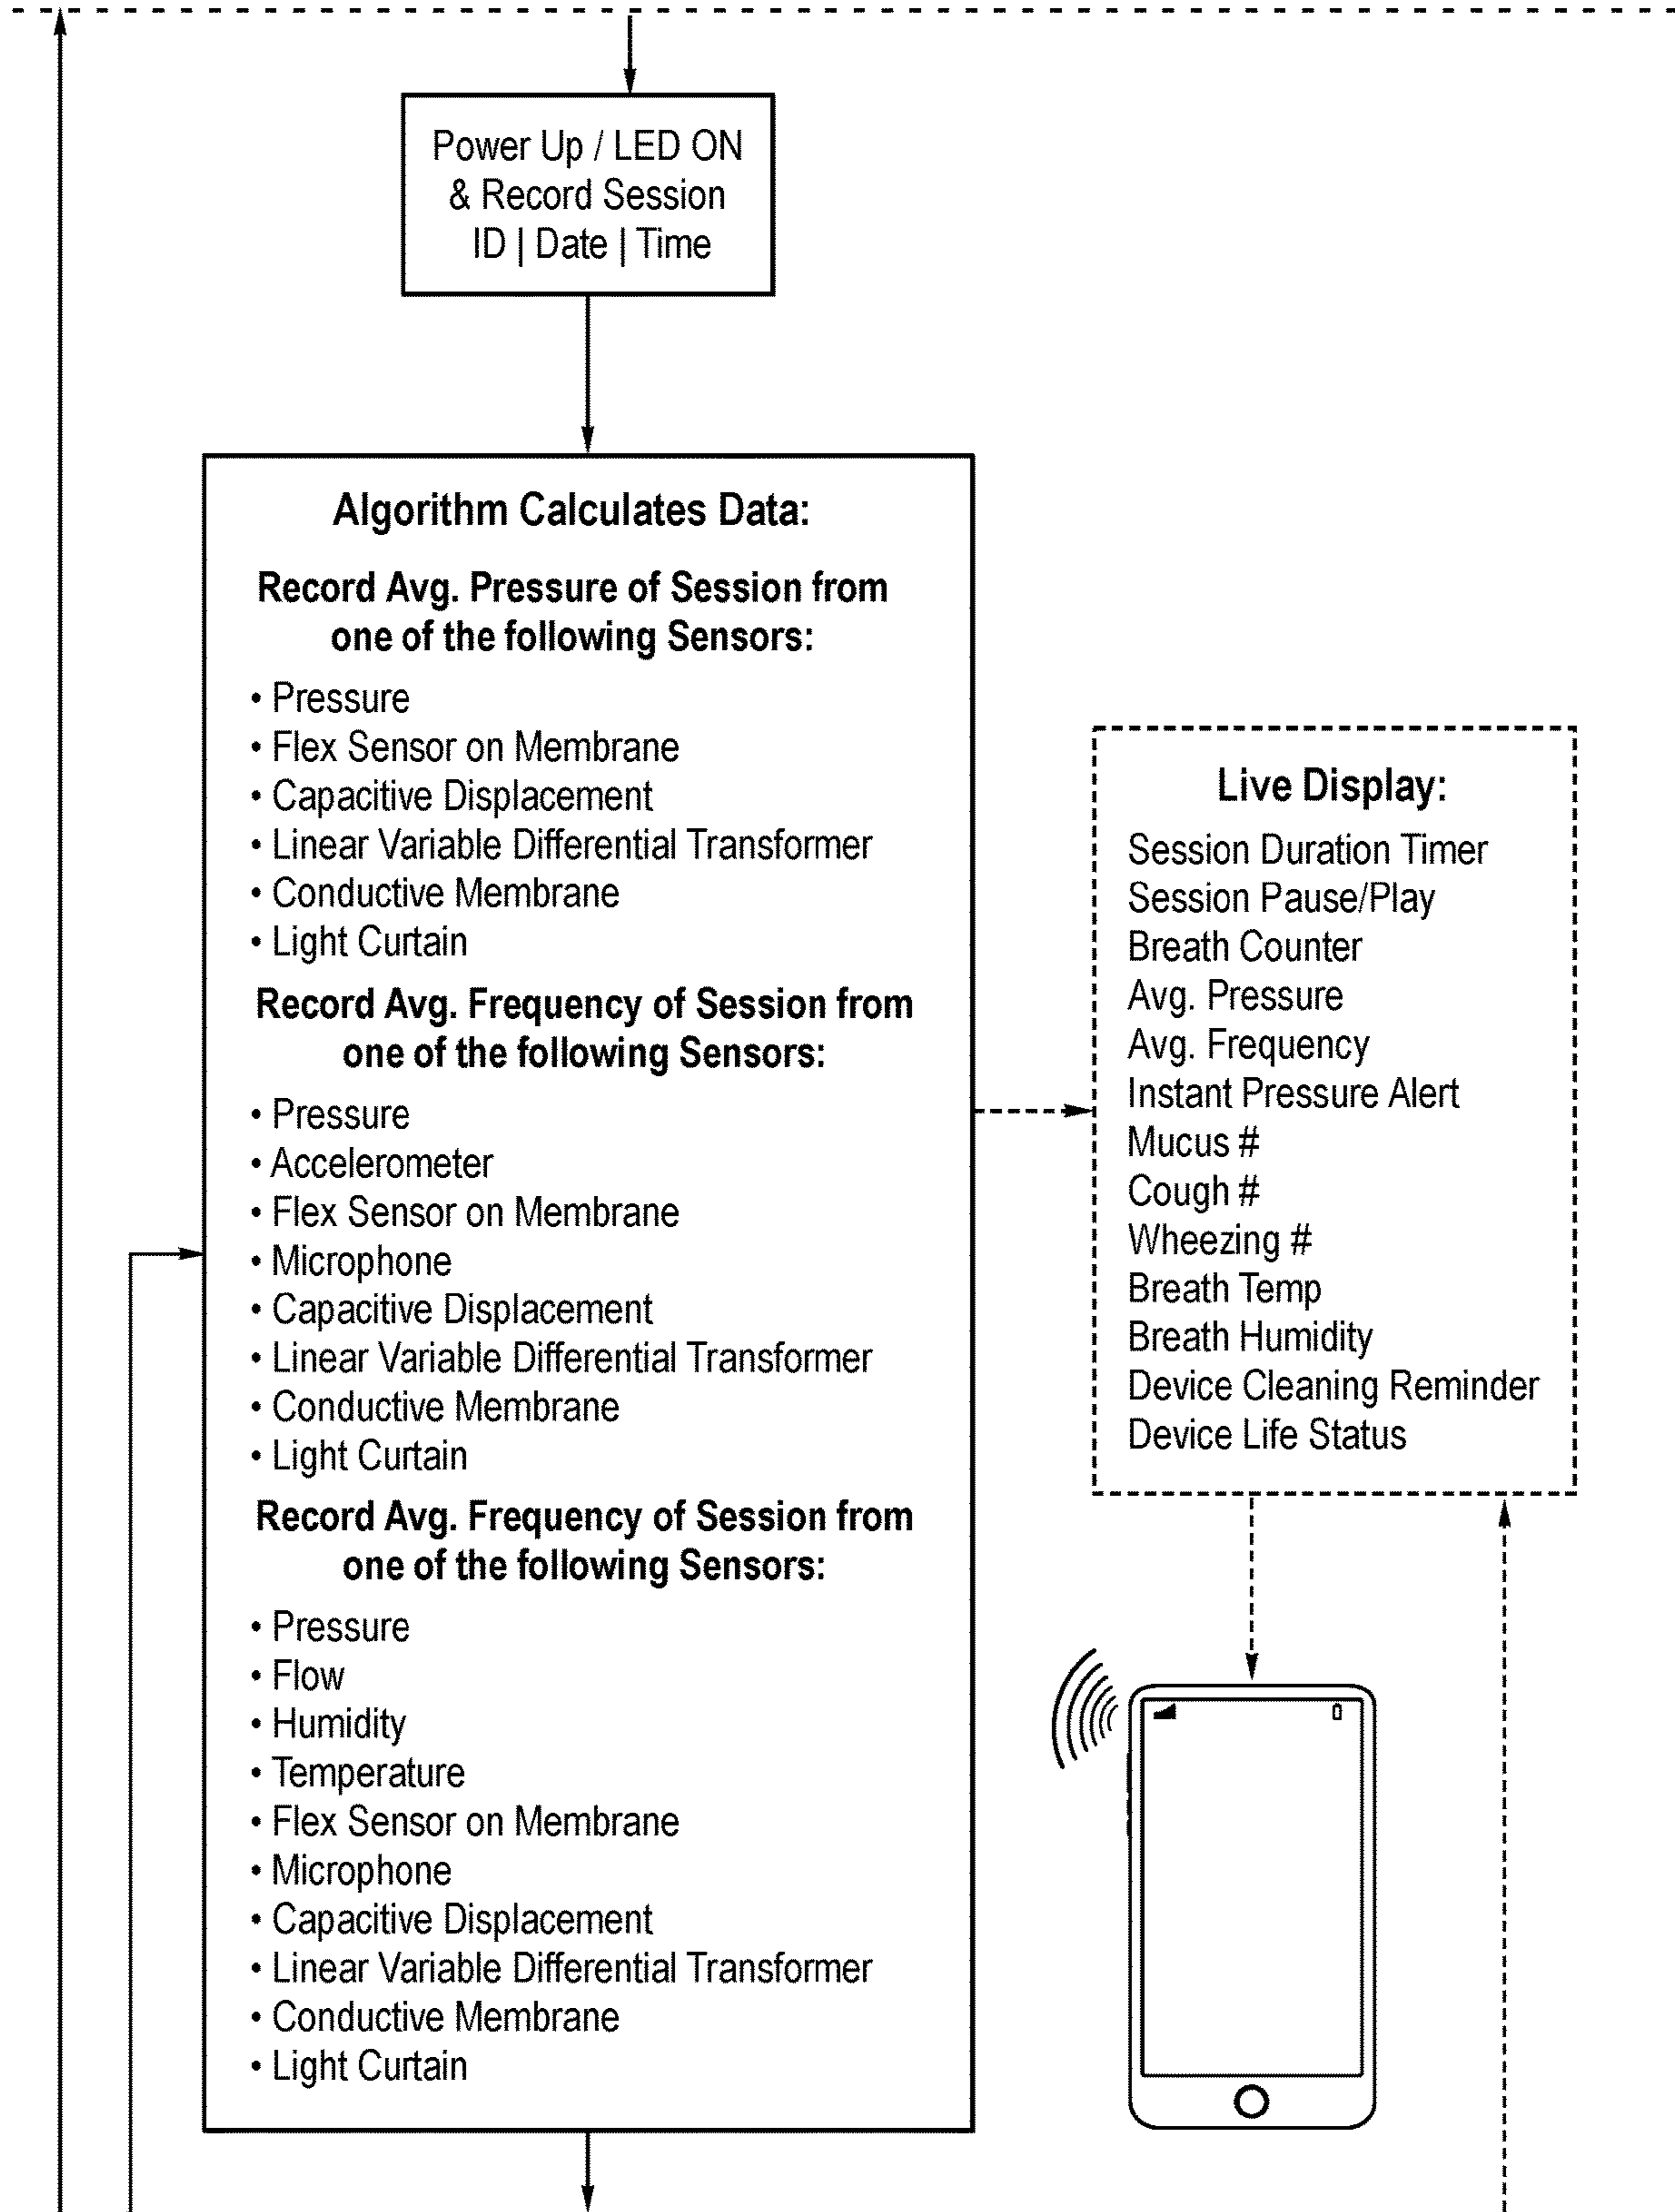 Power Up / LED ON
& Record Session
ID | Date | Time
Algorithm Calculates Data:
Record Avg. Pressure of Session from
one of the following Sensors:
• Pressure
• Flex Sensor on Membrane
• Capacitive Displacement
• Linear Variable Differential Transformer
• Conductive Membrane
• Light Curtain
Record Avg. Frequency of Session from
one of the following Sensors:
• Pressure
• Accelerometer
• Flex Sensor on Membrane
• Microphone
• Capacitive Displacement
• Linear Variable Differential Transformer
• Conductive Membrane
• Light Curtain
Record Avg. Frequency of Session from
one of the following Sensors:
• Pressure
• Flow
• Humidity
• Temperature
• Flex Sensor on Membrane
• Microphone
• Capacitive Displacement
• Linear Variable Differential Transformer
• Conductive Membrane
• Light Curtain
Live Display:
Session Duration Timer
Session Pause/Play
Breath Counter
Avg. Pressure
Avg. Frequency
Instant Pressure Alert
Mucus #
Cough #
Wheezing #
Breath Temp
Breath Humidity
Device Cleaning Reminder
Device Life Status